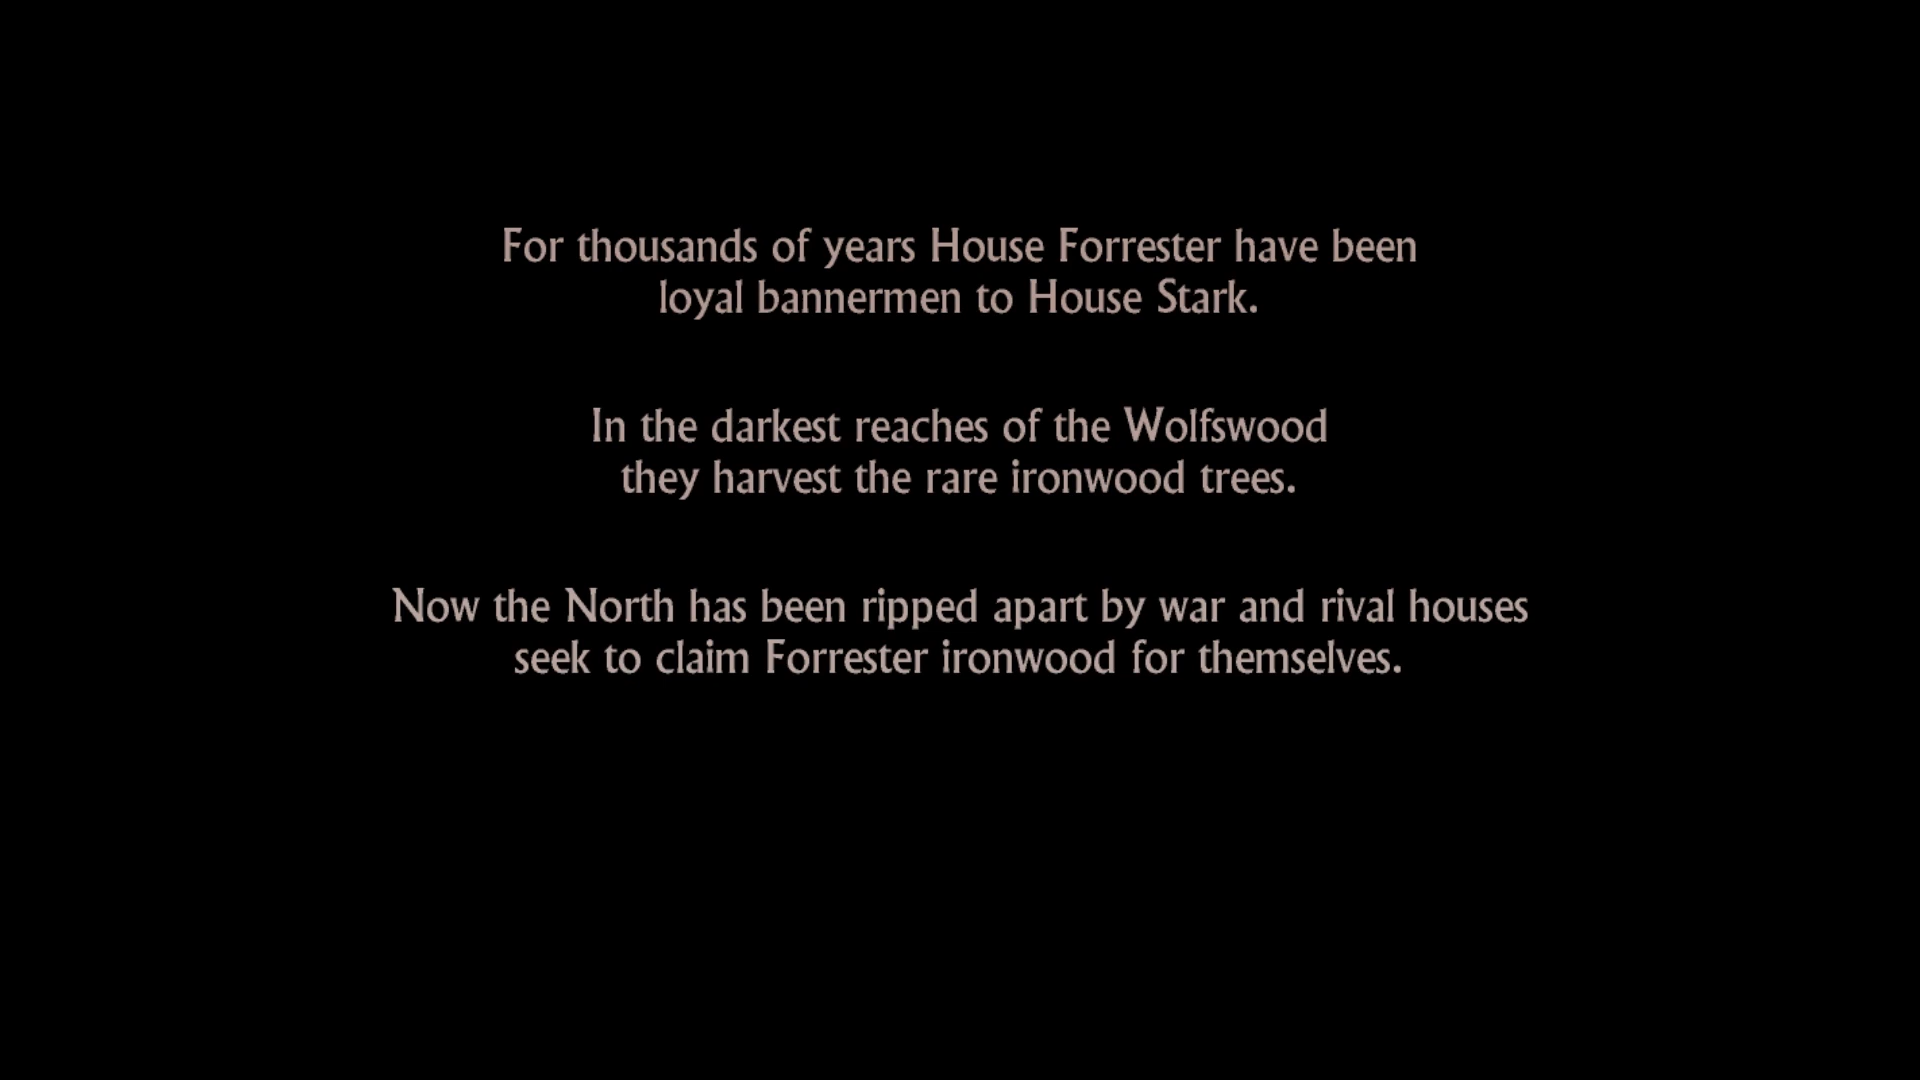 For thousands of years House Forrester have been
loyal bannermen to House Stark.
In the darkest reaches of the Wolfswood
they harvest the rare ironwood trees.
Now the North has been ripped apart by war and rival houses
seek to claim Forrester ironwood for themselves.